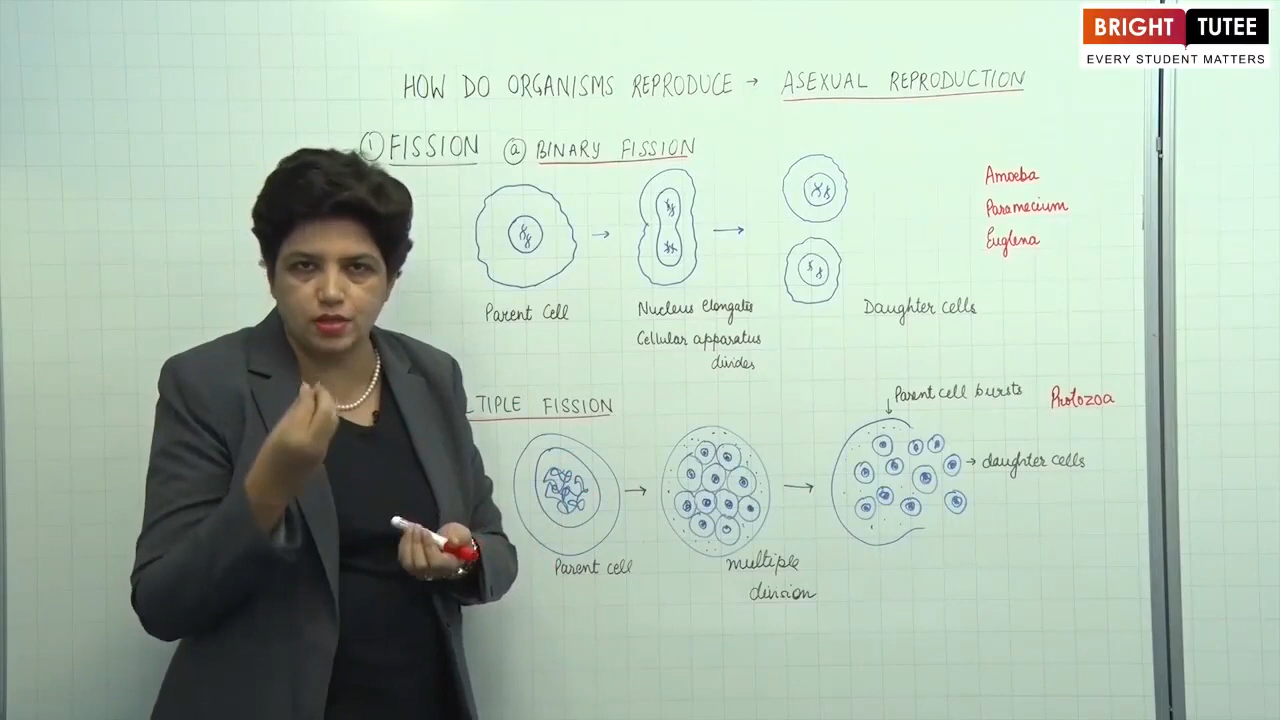 BRIGHT TUTEE
EVERY STUDENT MATTERS
HOW DO ORGANISMS REPRODUCE → ASEXUAL REPRODUCTION
① FISSION ⓐ BINARY FISSION
Amoeba
Paramecium
Euglena
Parent Cell
Nucleus elongates
Cellular apparatus
divides
Daughter cells
LTIPLE FISSION
Parent cell bursts
Protozoa
→ daughter cells
Parent cell
multiple
division